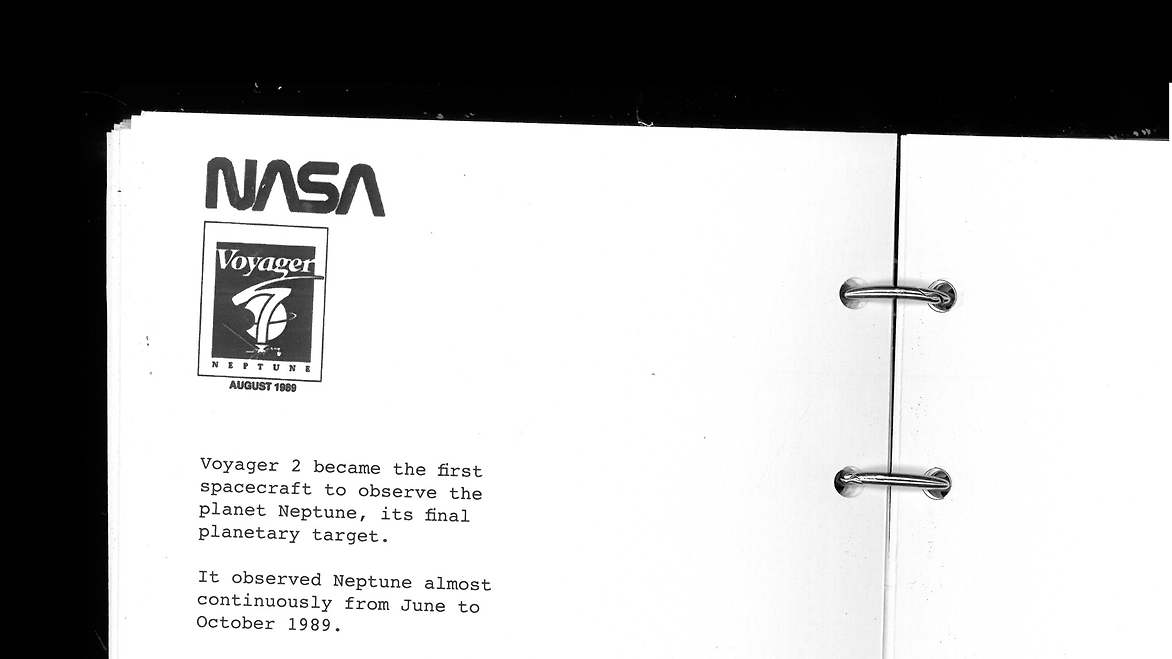 NASA
Voyager
NEPTUNE
AUGUST 1989
Voyager 2 became the first
spacecraft to observe the
planet Neptune, its final
planetary target.
It observed Neptune almost
continuously from June to
October 1989.